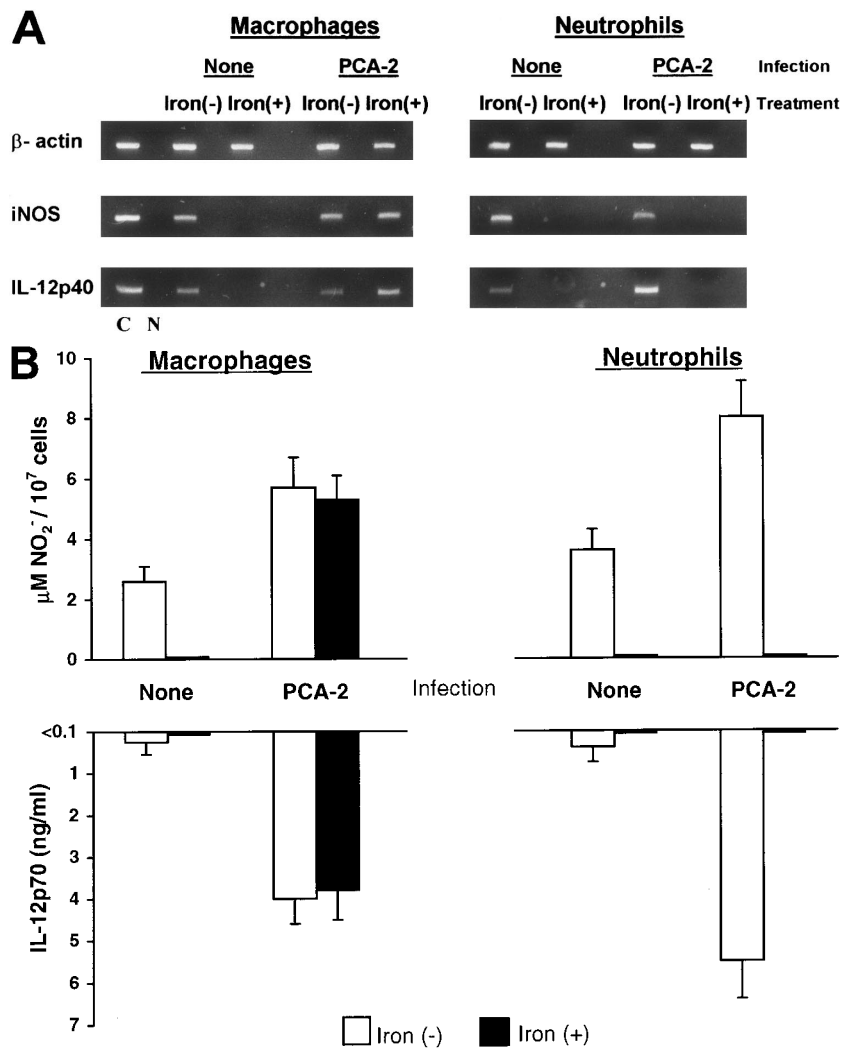 A
Macrophages Neutrophils
None PCA-2 None PCA-2 Infection
Iron(-) Iron(+) Iron(-) Iron(+) Iron(-) Iron(+) Iron(-) Iron(+) Treatment
β- actin
iNOS
IL-12p40
C N
B
Macrophages Neutrophils
10
8
6
4
2
0
μM NO₂⁻ / 10⁷ cells
None PCA-2 Infection None PCA-2
<0.1
1
2
3
4
5
6
7
IL-12p70 (ng/ml)
Iron (-) Iron (+)